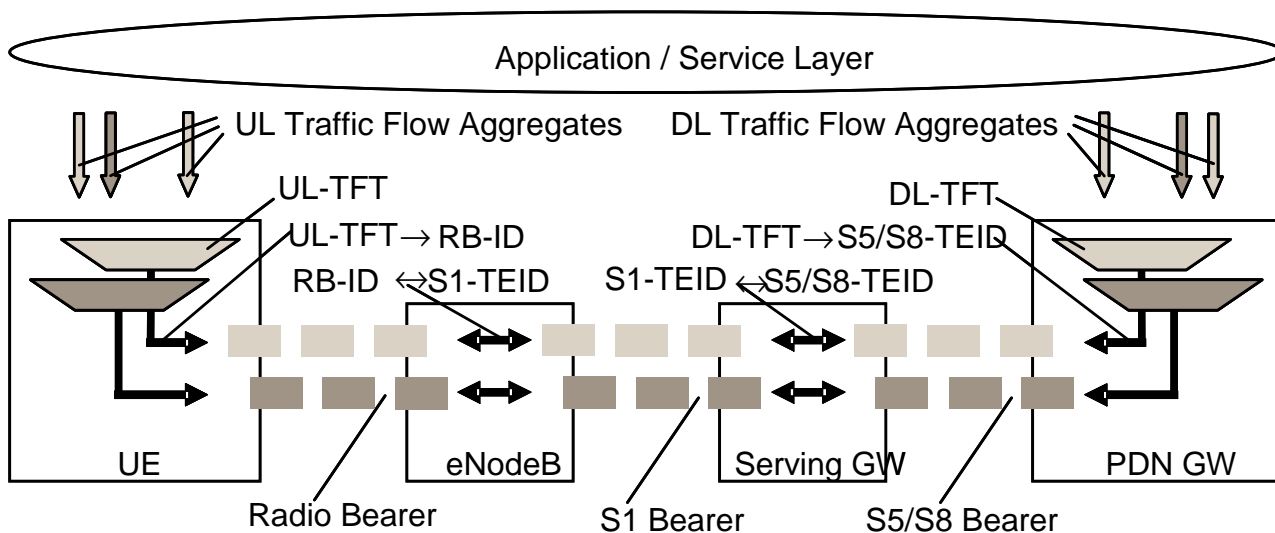 Application / Service Layer
UL Traffic Flow Aggregates
DL Traffic Flow Aggregates
UL-TFT
DL-TFT
UL-TFT → RB-ID
DL-TFT → S5/S8-TEID
RB-ID ↔ S1-TEID
S1-TEID ↔ S5/S8-TEID
UE
eNodeB
Serving GW
PDN GW
Radio Bearer
S1 Bearer
S5/S8 Bearer